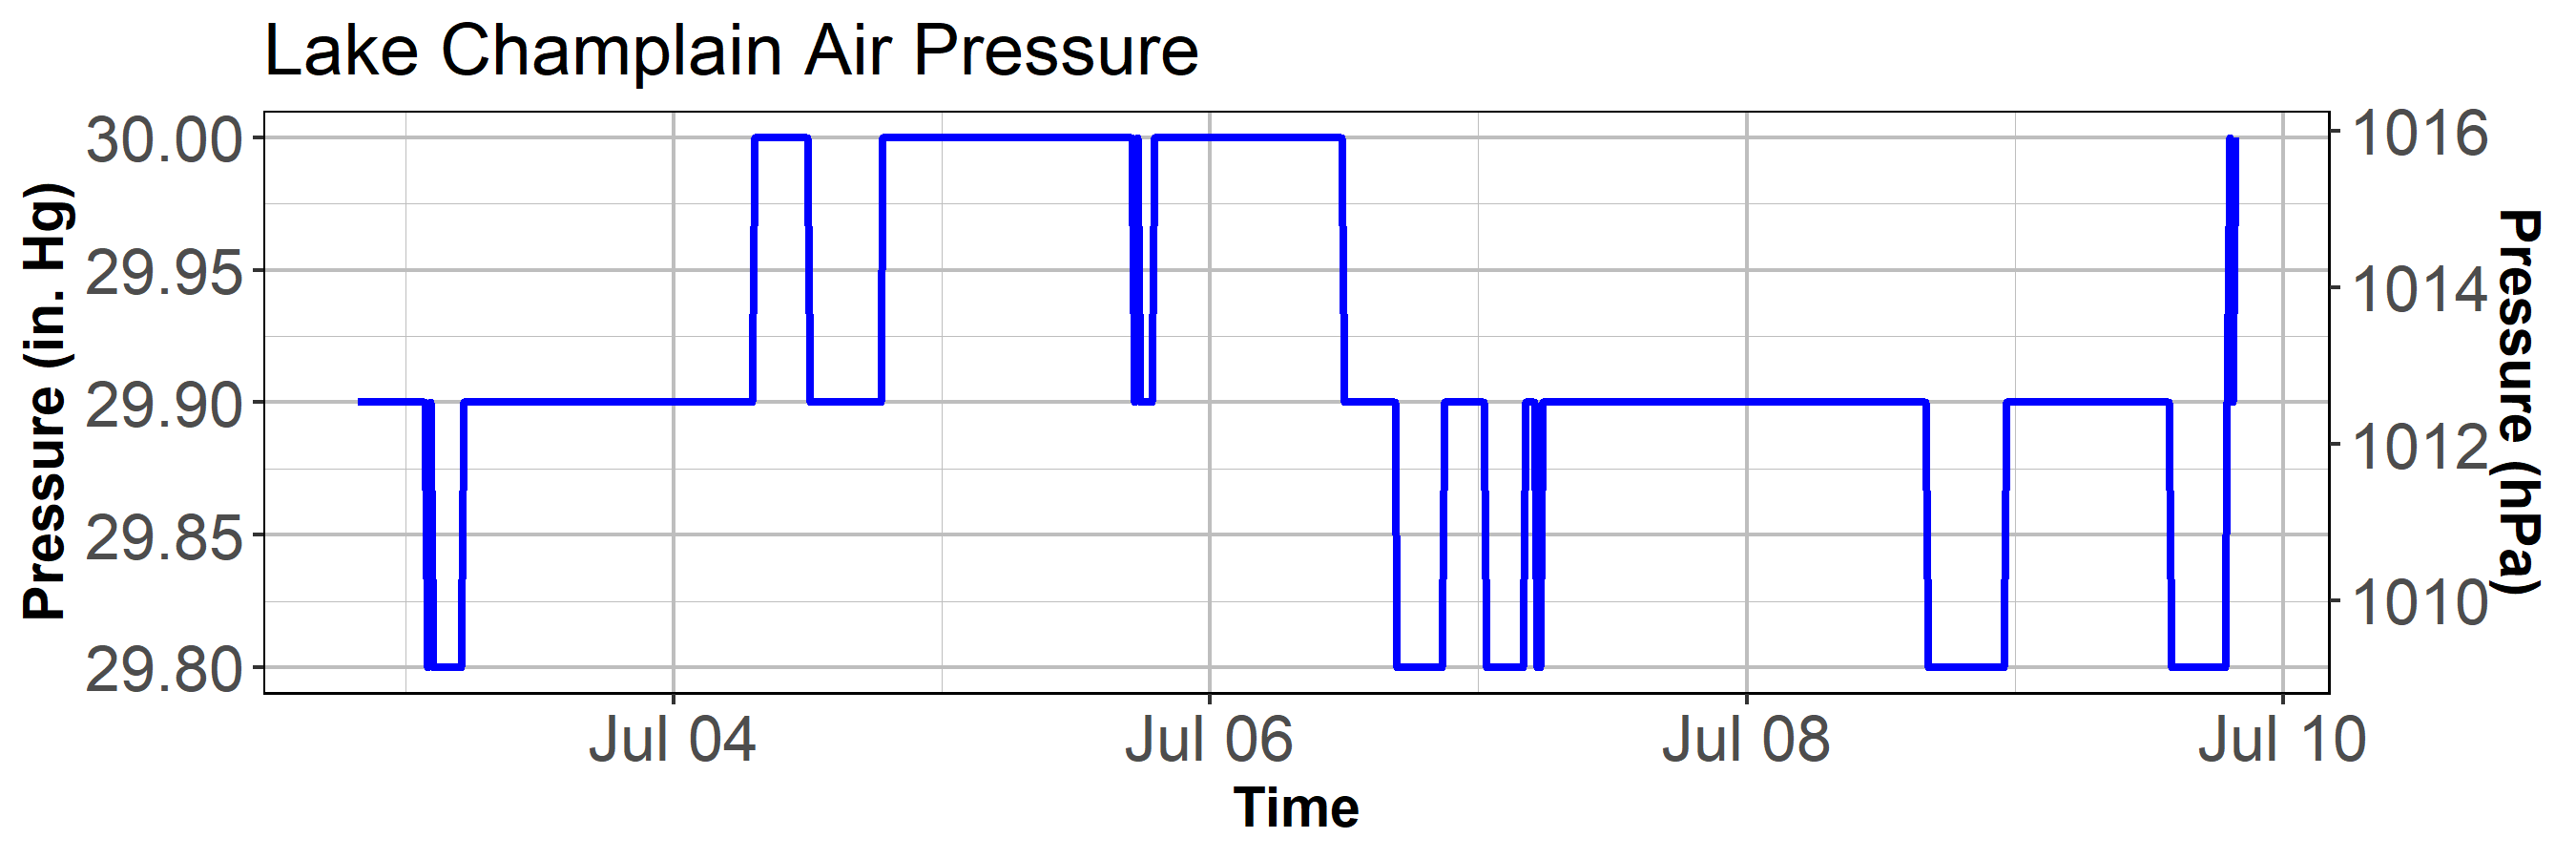 Lake Champlain Air Pressure
Pressure (in. Hg)
30.00
29.95
29.90
29.85
29.80
1016
1014
1012
1010
Pressure (hPa)
Jul 04 Jul 06 Jul 08 Jul 10
Time